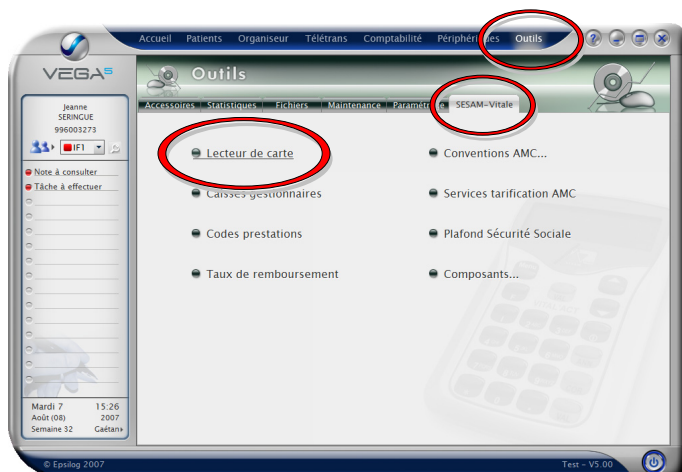 Accueil Patients Organiseur Télétrans Comptabilité Périphériques Outils
VEGA5
Outils
Accessoires Statistiques Fichiers Maintenance SESAM-Vitale
Jeanne
SERINGUE
996003273
IF1
Note à consulter
Tâche à effectuer
Lecteur de carte
Conventions AMC...
Caisses gestionnaires
Services tarification AMC
Codes prestations
Plafond Sécurité Sociale
Taux de remboursement
Composants...
Mardi 7 15:26
Août (08) 2007
Semaine 32 Gaétan
© Epsilog 2007
Test - V5.00